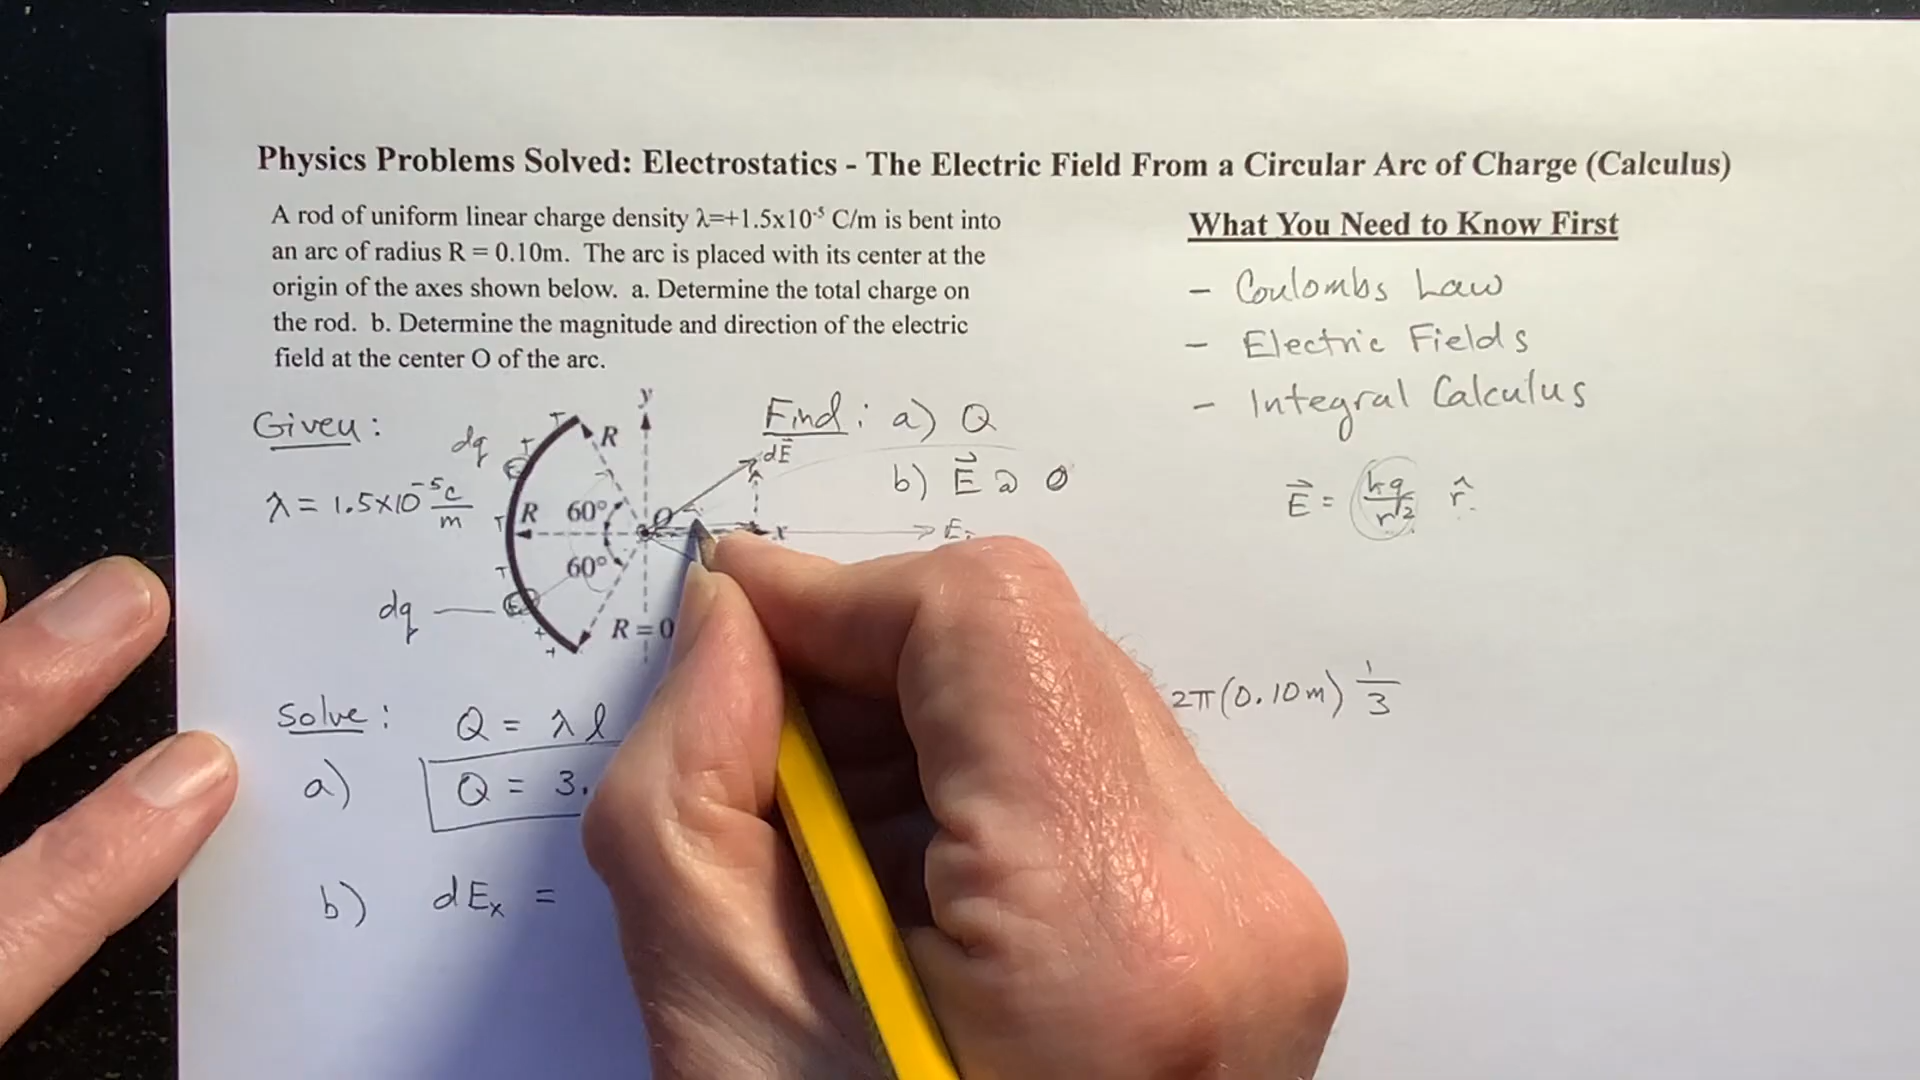 Physics Problems Solved: Electrostatics - The Electric Field From a Circular Arc of Charge (Calculus)
A rod of uniform linear charge density λ=+1.5x10⁻⁵ C/m is bent into
an arc of radius R = 0.10m. The arc is placed with its center at the
origin of the axes shown below. a. Determine the total charge on
the rod. b. Determine the magnitude and direction of the electric
field at the center O of the arc.
What You Need to Know First
- Coulombs Law
- Electric Fields
- Integral Calculus
E⃗ = kq/r² r̂
Given:
λ = 1.5×10⁻⁵ C/m
dq
dq
y
R
R
60°
60°
O
x
R = 0
dE⃗
Find: a) Q
b) E⃗ @ O
Solve: Q = λ l
2π(0.10m) 1/3
a) Q = 3.
b) dEx =